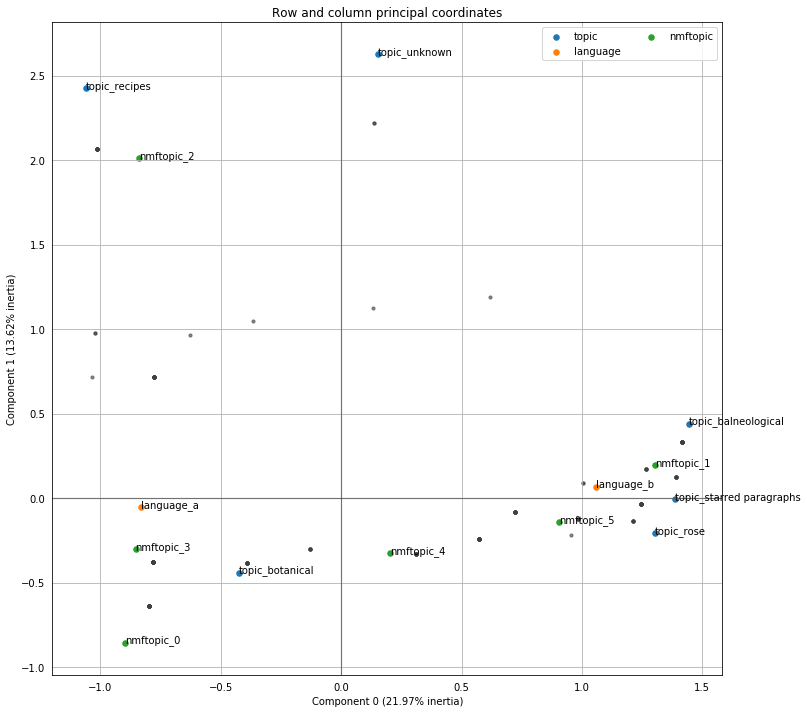 Row and column principal coordinates
topic
nmftopic
language
topic_unknown
2.5
topic_recipes
nmftopic_2
2.0
1.5
1.0
0.5
topic_balneological
nmftopic_1
language_b
0.0
topic_starred paragraphs
language_a
nmftopic_5
topic_rose
nmftopic_3
nmftopic_4
topic_botanical
−0.5
nmftopic_0
−1.0
−1.0
−0.5
0.0
0.5
1.0
1.5
Component 0 (21.97% inertia)
Component 1 (13.62% inertia)